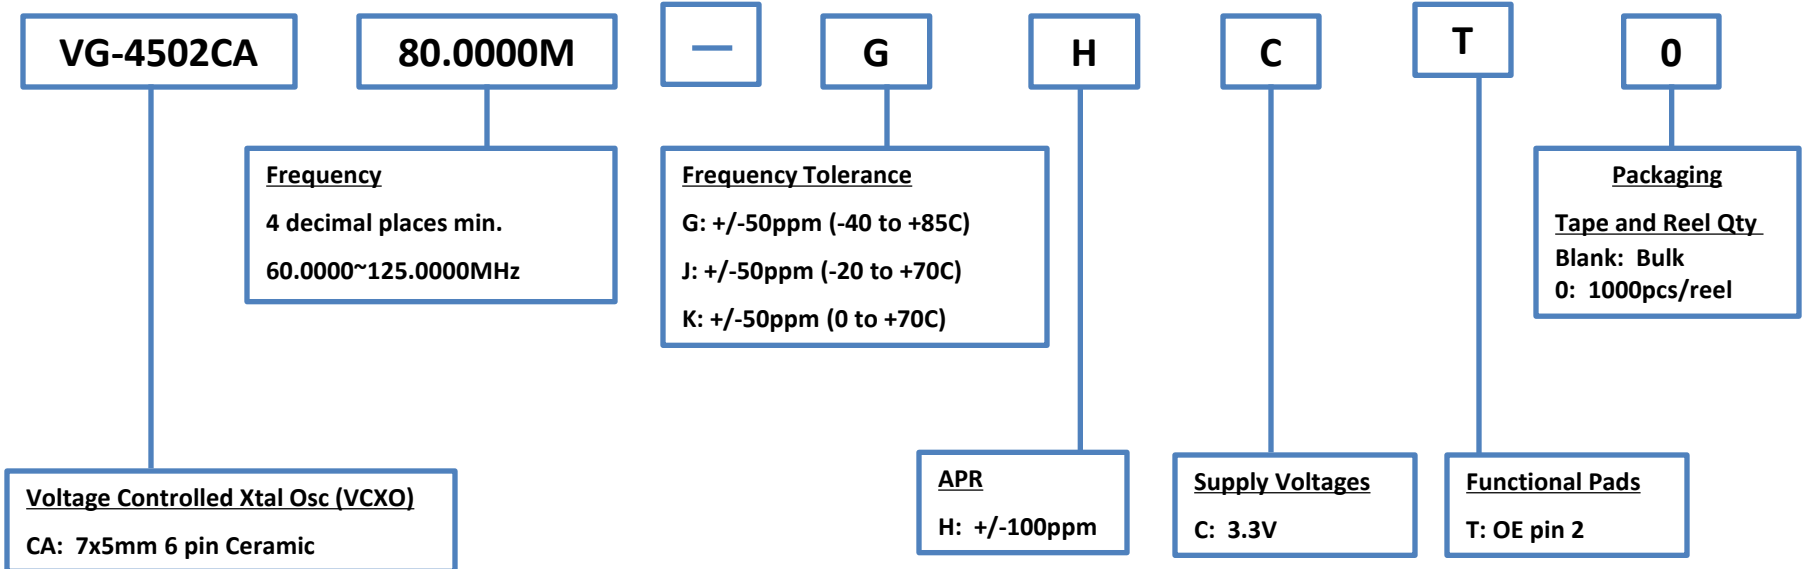 VG-4502CA 80.0000M — G H C T 0
Frequency
4 decimal places min.
60.0000~125.0000MHz
Frequency Tolerance
G: +/-50ppm (-40 to +85C)
J: +/-50ppm (-20 to +70C)
K: +/-50ppm (0 to +70C)
Packaging
Tape and Reel Qty
Blank: Bulk
0: 1000pcs/reel
Voltage Controlled Xtal Osc (VCXO)
CA: 7x5mm 6 pin Ceramic
APR
H: +/-100ppm
Supply Voltages
C: 3.3V
Functional Pads
T: OE pin 2